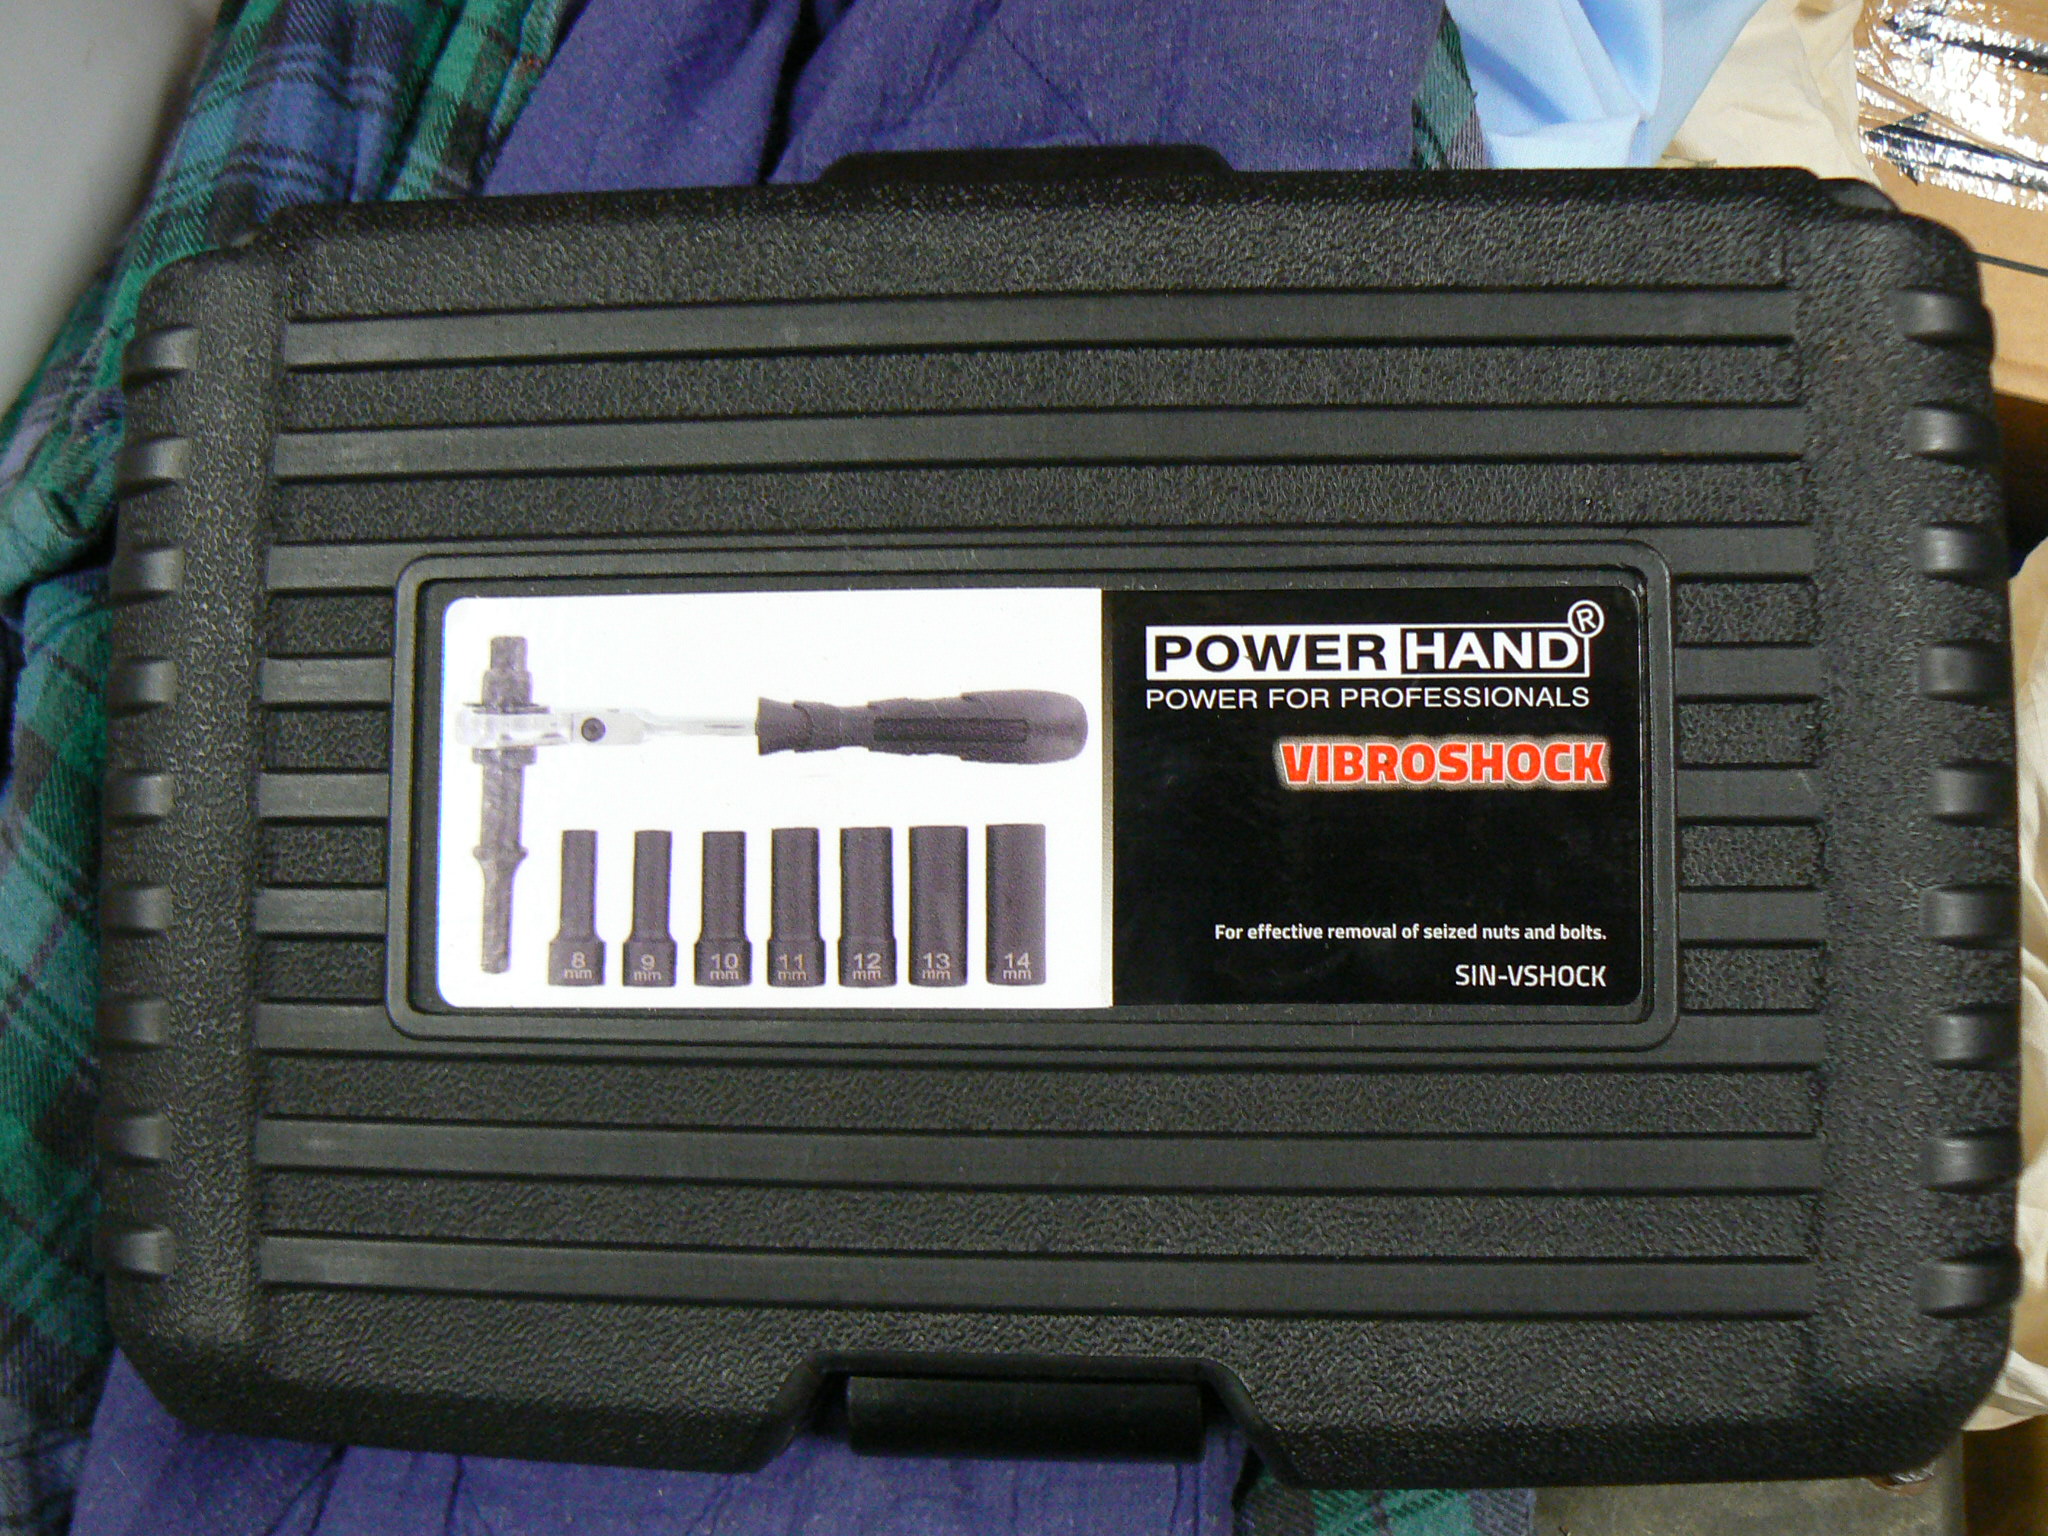 POWER HAND®
POWER FOR PROFESSIONALS
VIBROSHOCK
8 mm
9 mm
10 mm
11 mm
12 mm
13 mm
14 mm
For effective removal of seized nuts and bolts.
SIN-VSHOCK